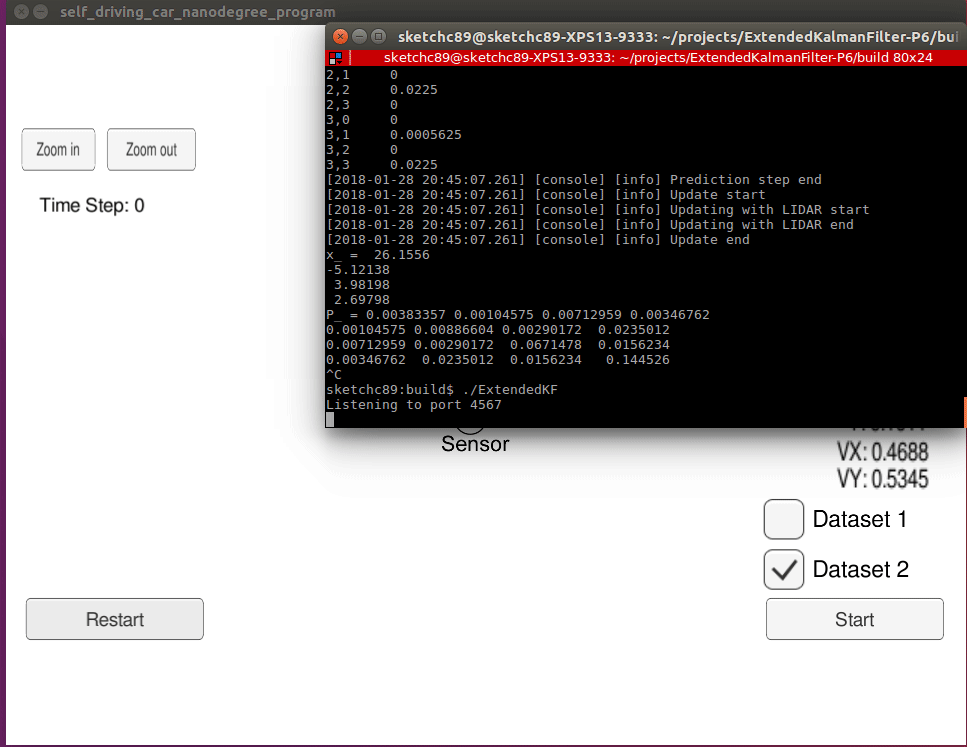 self_driving_car_nanodegree_program
sketchc89@sketchc89-XPS13-9333: ~/projects/ExtendedKalmanFilter-P6/bui
sketchc89@sketchc89-XPS13-9333: ~/projects/ExtendedKalmanFilter-P6/build 80x24
2,1 0
2,2 0.0225
2,3 0
3,0 0
3,1 0.0005625
3,2 0
3,3 0.0225
[2018-01-28 20:45:07.261] [console] [info] Prediction step end
[2018-01-28 20:45:07.261] [console] [info] Update start
[2018-01-28 20:45:07.261] [console] [info] Updating with LIDAR start
[2018-01-28 20:45:07.261] [console] [info] Updating with LIDAR end
[2018-01-28 20:45:07.261] [console] [info] Update end
x_ = 26.1556
-5.12138
3.98198
2.69798
P_ = 0.00383357 0.00104575 0.00712959 0.00346762
0.00104575 0.00886604 0.00290172 0.0235012
0.00712959 0.00290172 0.0671478 0.0156234
0.00346762 0.0235012 0.0156234 0.144526
^C
sketchc89:build$ ./ExtendedKF
Listening to port 4567
Zoom in
Zoom out
Time Step: 0
Sensor
VX: 0.4688
VY: 0.5345
Dataset 1
Dataset 2
Restart
Start